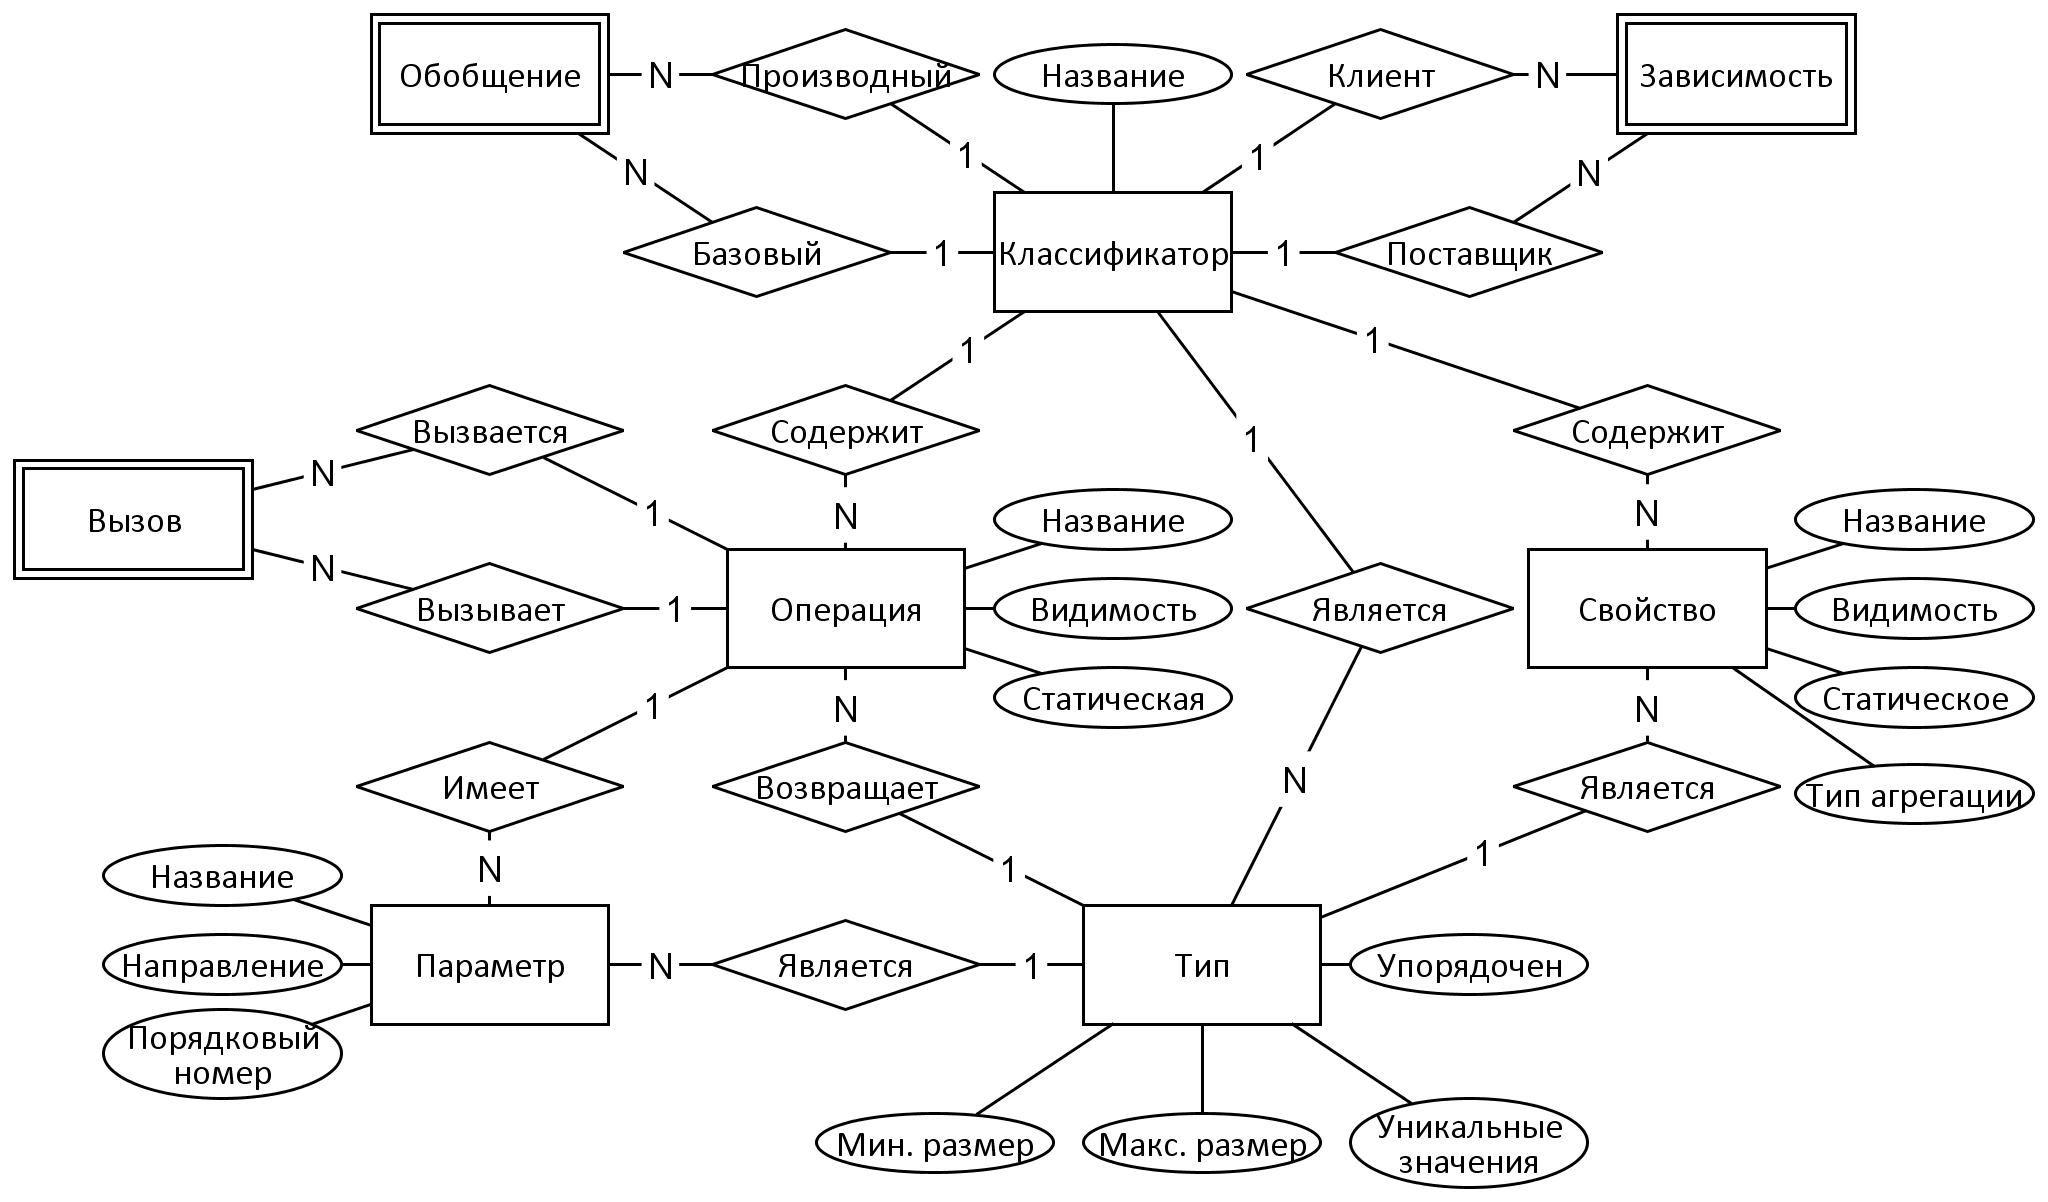 Обобщение
N
Производный
Название
Клиент
N
Зависимость
1
1
N
N
Базовый
1
Классификатор
1
Поставщик
1
1
Вызвается
Содержит
1
Содержит
N
1
N
N
Вызов
Название
Название
N
Вызывает
1
Операция
Видимость
Является
Свойство
Видимость
1
N
Статическая
N
Статическое
Имеет
Возвращает
N
Является
Тип агрегации
N
1
1
Название
Направление
Параметр
N
Является
1
Тип
Упорядочен
Порядковый
номер
Мин. размер
Макс. размер
Уникальные
значения